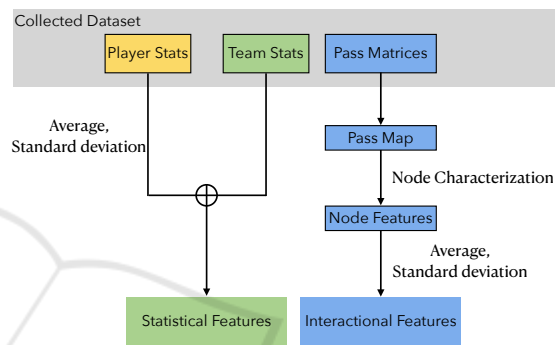 Collected Dataset
Player Stats
Team Stats
Pass Matrices
Average,
Standard deviation
Pass Map
Node Characterization
Node Features
Average,
Standard deviation
Statistical Features
Interactional Features